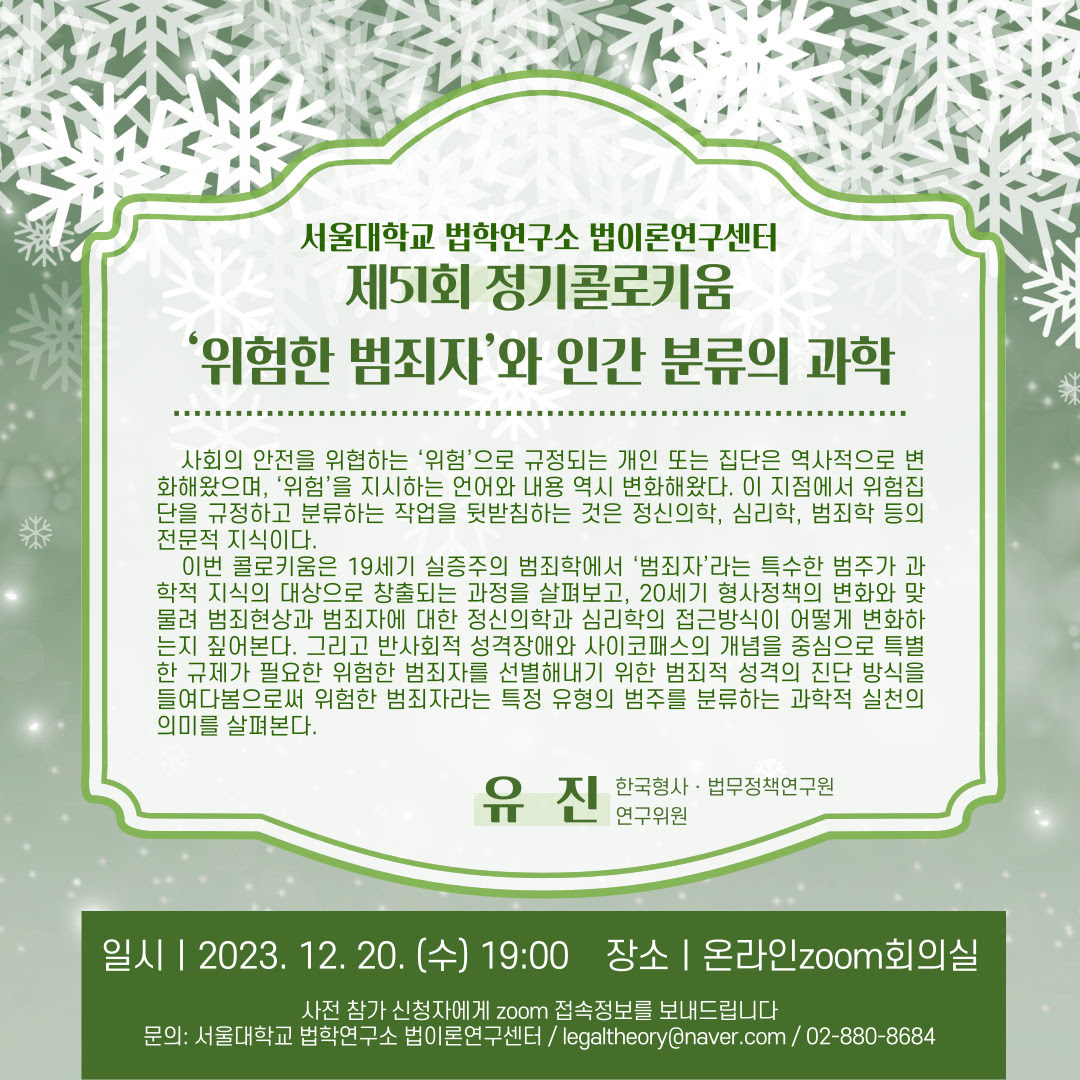 서울대학교 법학연구소 법이론연구센터
제51회 정기콜로키움
‘위험한 범죄자’와 인간 분류의 과학
사회의 안전을 위협하는 ‘위험’으로 규정되는 개인 또는 집단은 역사적으로 변
화해왔으며, ‘위험’을 지시하는 언어와 내용 역시 변화해왔다. 이 지점에서 위험집
단을 규정하고 분류하는 작업을 뒷받침하는 것은 정신의학, 심리학, 범죄학 등의
전문적 지식이다.
이번 콜로키움은 19세기 실증주의 범죄학에서 ‘범죄자’라는 특수한 범주가 과
학적 지식의 대상으로 창출되는 과정을 살펴보고, 20세기 형사정책의 변화와 맞
물려 범죄현상과 범죄자에 대한 정신의학과 심리학의 접근방식이 어떻게 변화하
는지 짚어본다. 그리고 반사회적 성격장애와 사이코패스의 개념을 중심으로 특별
한 규제가 필요한 위험한 범죄자를 선별해내기 위한 범죄적 성격의 진단 방식을
들여다봄으로써 위험한 범죄자라는 특정 유형의 범주를 분류하는 과학적 실천의
의미를 살펴본다.
유 진 한국형사·법무정책연구원
연구위원
일시 | 2023. 12. 20. (수) 19:00 장소 | 온라인zoom회의실
사전 참가 신청자에게 zoom 접속정보를 보내드립니다
문의: 서울대학교 법학연구소 법이론연구센터 / legaltheory@naver.com / 02-880-8684